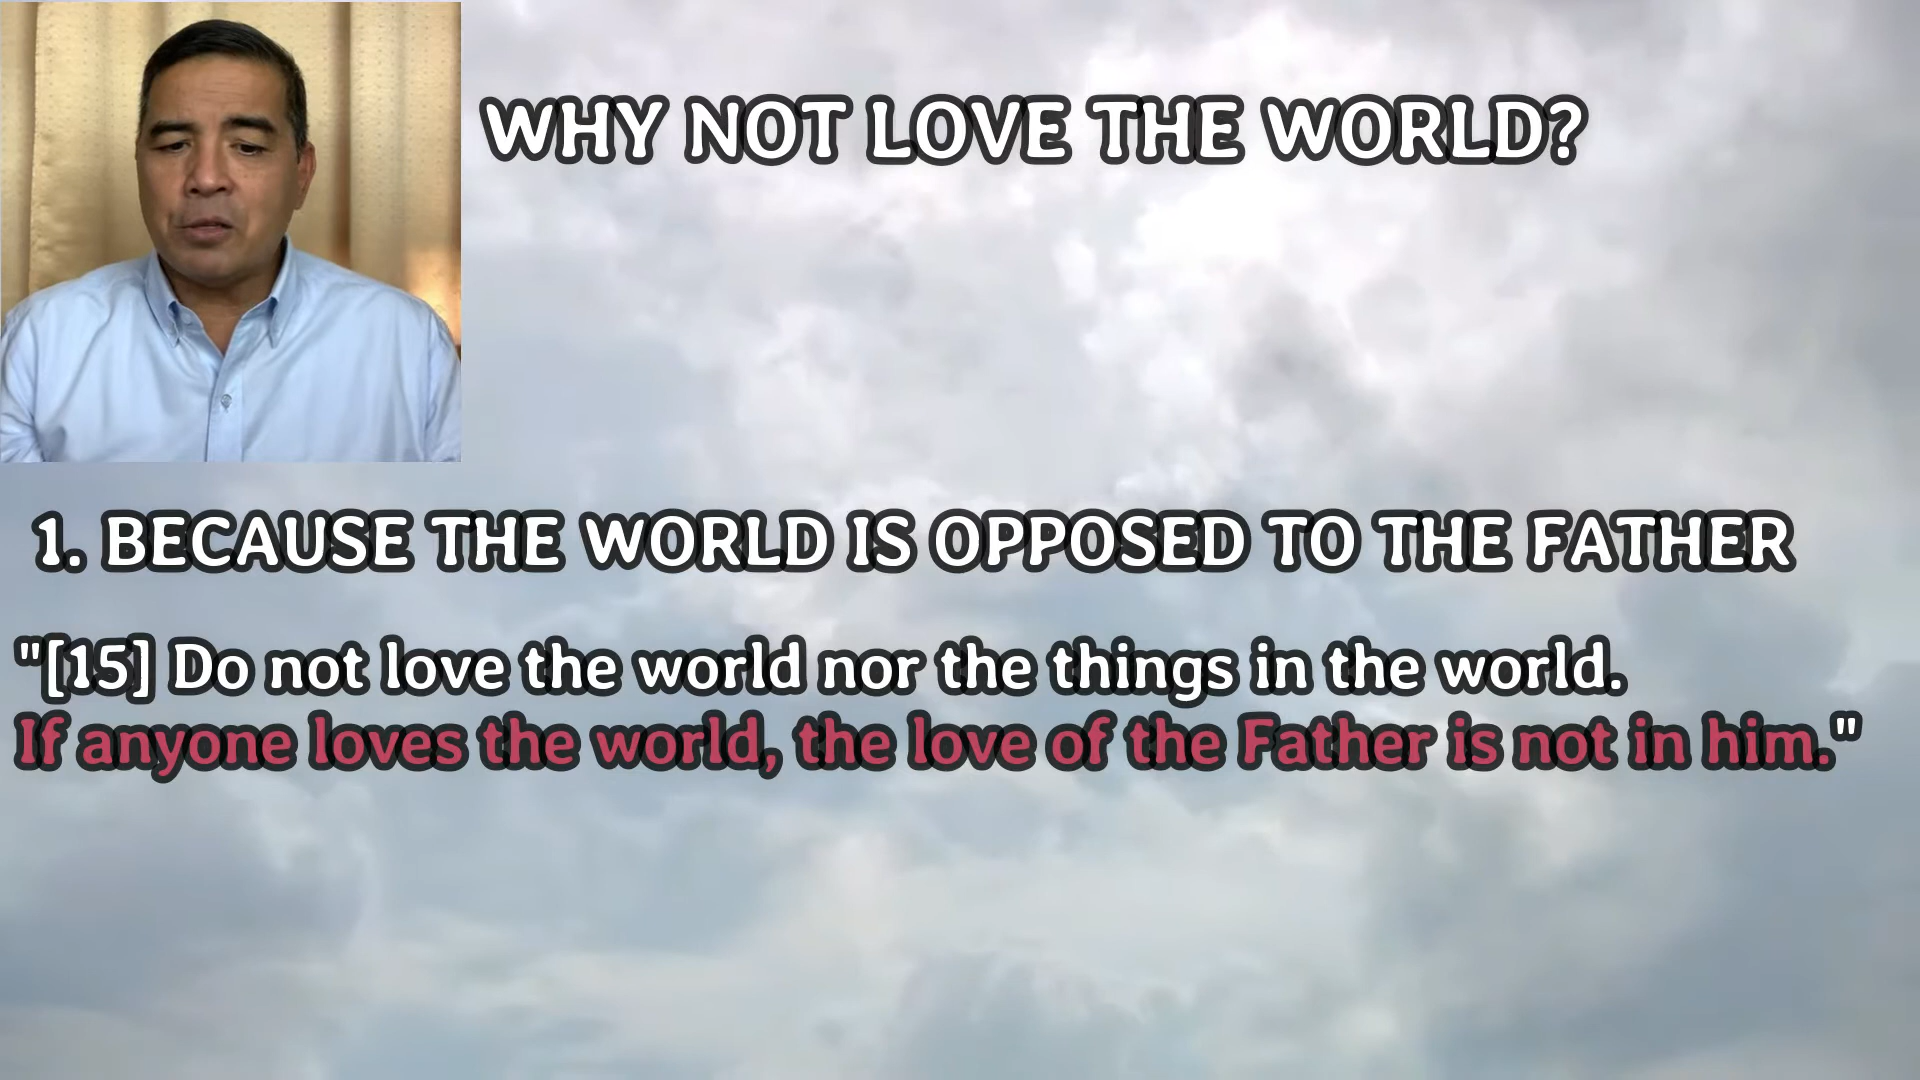 WHY NOT LOVE THE WORLD?
1. BECAUSE THE WORLD IS OPPOSED TO THE FATHER
"[15] Do not love the world nor the things in the world.
If anyone loves the world, the love of the Father is not in him."